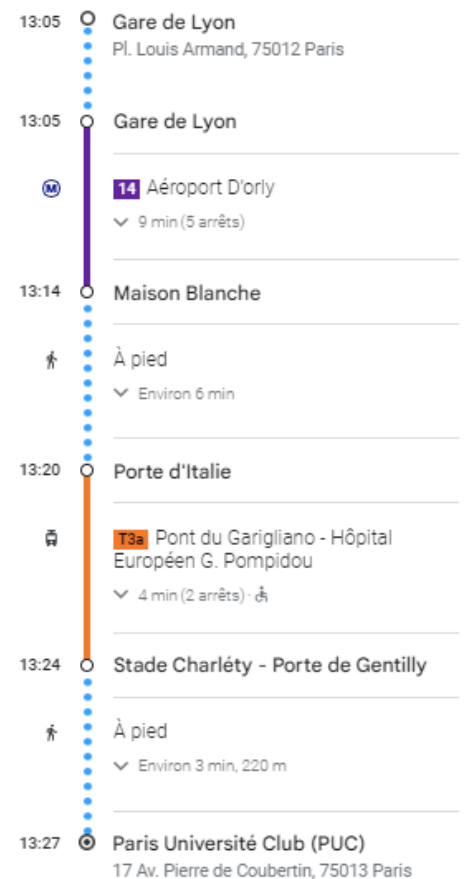 13:05 Gare de Lyon
Pl. Louis Armand, 75012 Paris
13:05 Gare de Lyon
M 14 Aéroport D'orly
9 min (5 arrêts)
13:14 Maison Blanche
À pied
Environ 6 min
13:20 Porte d'Italie
T3a Pont du Garigliano - Hôpital
Européen G. Pompidou
4 min (2 arrêts) ·
13:24 Stade Charléty - Porte de Gentilly
À pied
Environ 3 min, 220 m
13:27 Paris Université Club (PUC)
17 Av. Pierre de Coubertin, 75013 Paris